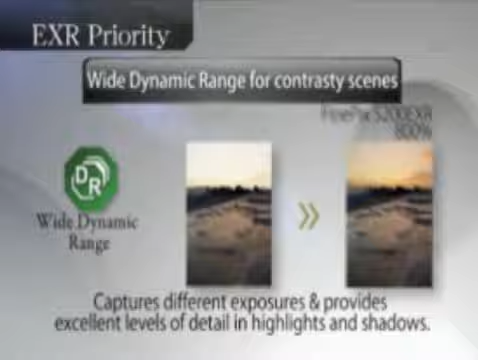 EXR Priority
Wide Dynamic Range for contrasty scenes
FinePix S200EXR
800%
DR
Wide Dynamic
Range
Captures different exposures & provides
excellent levels of detail in highlights and shadows.